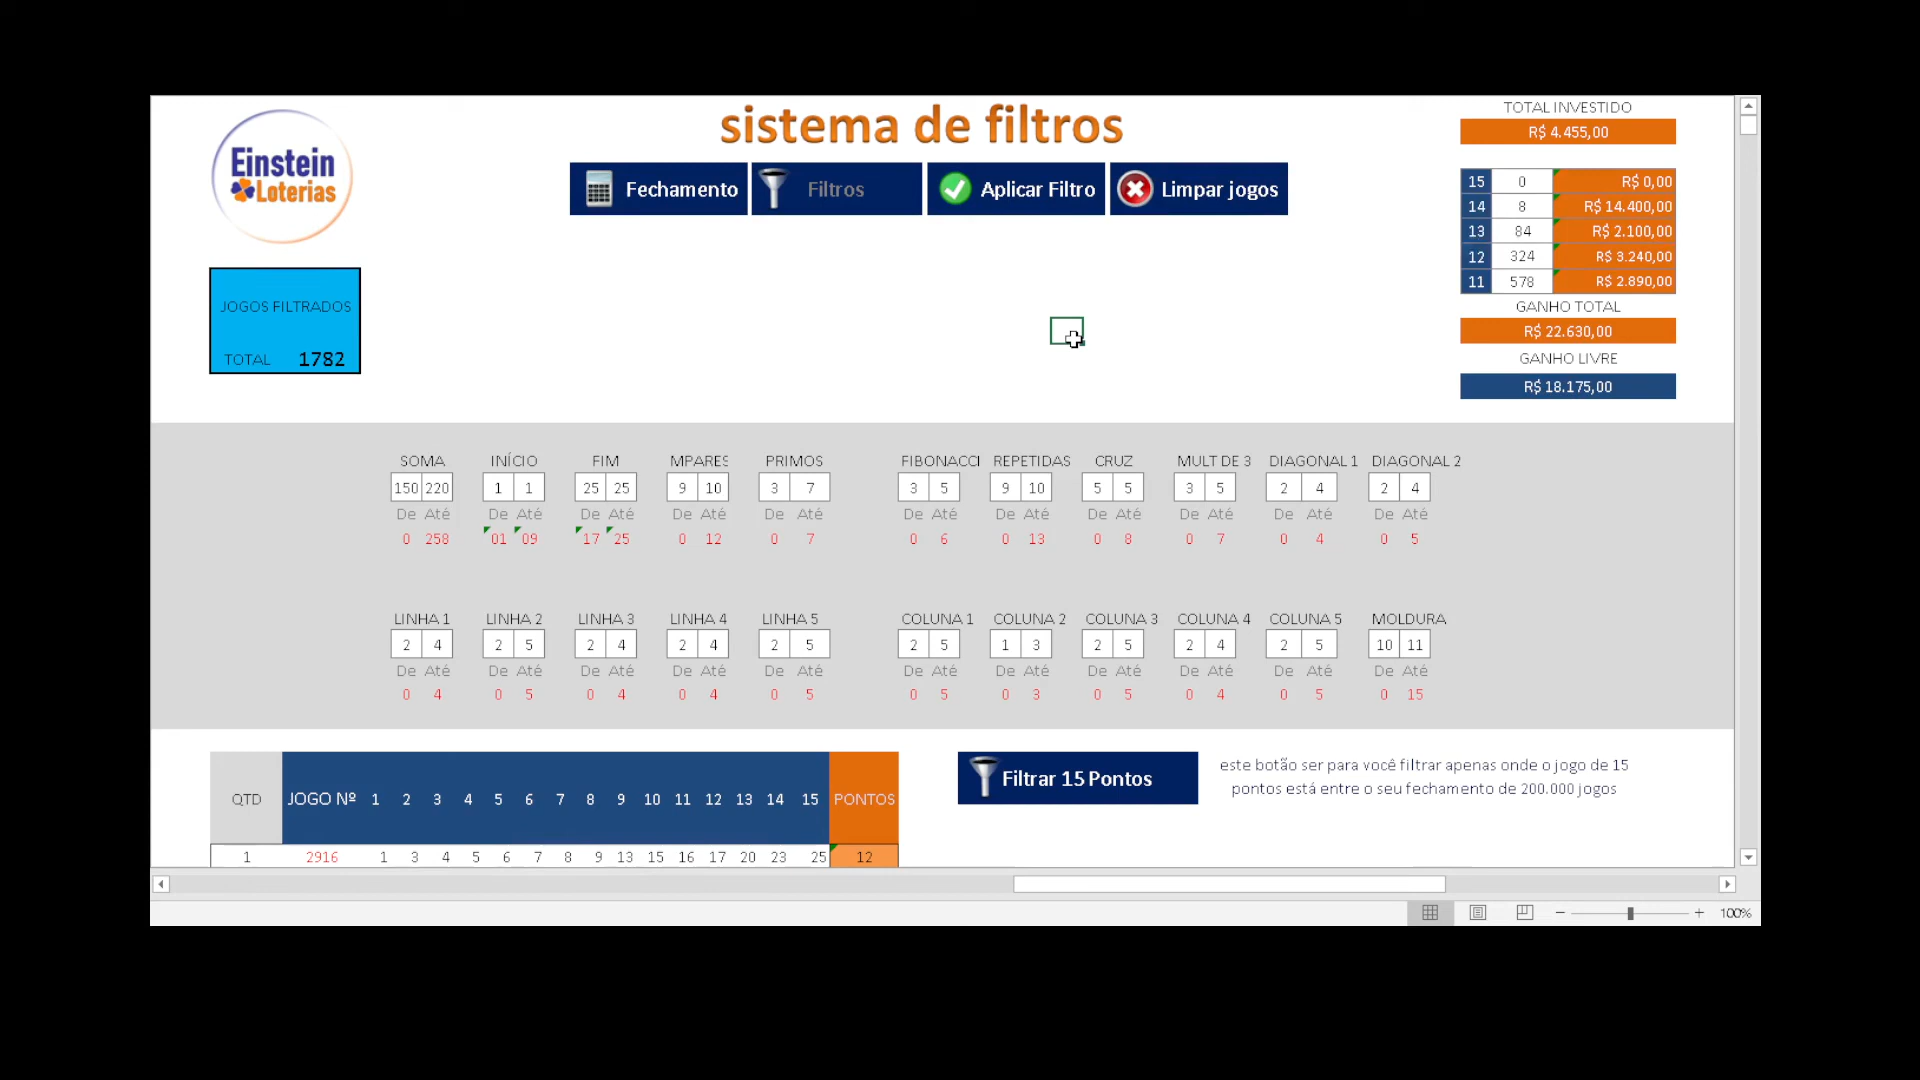 sistema de filtros
Einstein
Loterias
Fechamento
Filtros
Aplicar Filtro
Limpar jogos
TOTAL INVESTIDO
R$ 4.455,00
15 0 R$ 0,00
14 8 R$ 14.400,00
13 84 R$ 2.100,00
12 324 R$ 3.240,00
11 578 R$ 2.890,00
GANHO TOTAL
R$ 22.630,00
GANHO LIVRE
R$ 18.175,00
JOGOS FILTRADOS
TOTAL 1782
SOMA INÍCIO FIM MPARES PRIMOS FIBONACCI REPETIDAS CRUZ MULT DE 3 DIAGONAL 1 DIAGONAL 2
150 220 1 1 25 25 9 10 3 7 3 5 9 10 5 5 3 5 2 4 2 4
De Até De Até De Até De Até De Até De Até De Até De Até De Até De Até De Até
0 258 01 09 17 25 0 12 0 7 0 6 0 13 0 8 0 7 0 4 0 5
LINHA 1 LINHA 2 LINHA 3 LINHA 4 LINHA 5 COLUNA 1 COLUNA 2 COLUNA 3 COLUNA 4 COLUNA 5 MOLDURA
2 4 2 5 2 4 2 4 2 5 2 5 1 3 2 5 2 4 2 5 10 11
De Até De Até De Até De Até De Até De Até De Até De Até De Até De Até De Até
0 4 0 5 0 4 0 4 0 5 0 5 0 3 0 5 0 4 0 5 0 15
QTD JOGO Nº 1 2 3 4 5 6 7 8 9 10 11 12 13 14 15 PONTOS
1 2916 1 3 4 5 6 7 8 9 13 15 16 17 20 23 25 12
Filtrar 15 Pontos
este botão ser para você filtrar apenas onde o jogo de 15
pontos está entre o seu fechamento de 200.000 jogos
100%